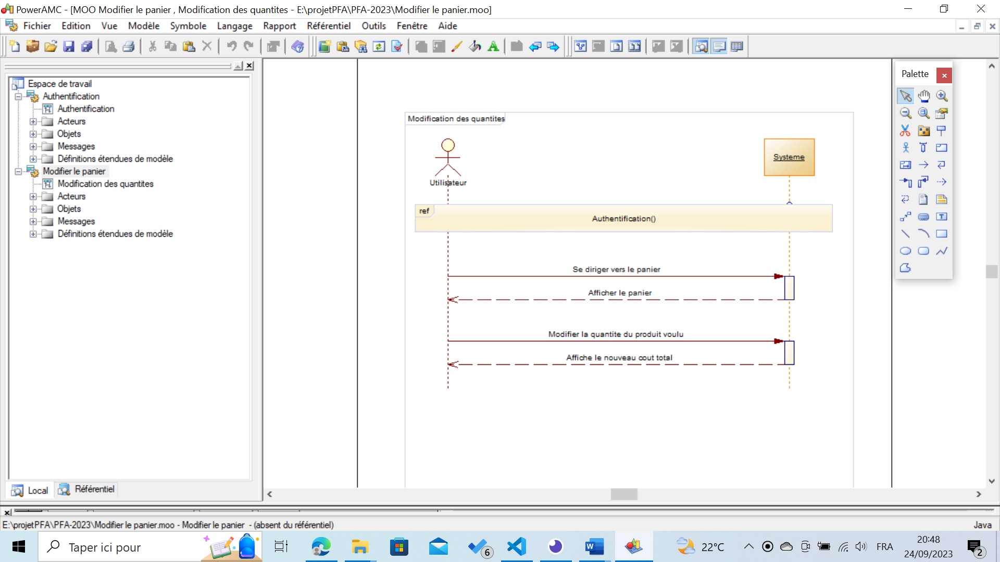 PowerAMC - [MOO Modifier le panier , Modification des quantites - E:\projetPFA\PFA-2023\Modifier le panier.moo]
Fichier Edition Vue Modèle Symbole Langage Rapport Référentiel Outils Fenêtre Aide
Espace de travail
Authentification
Authentification
Acteurs
Objets
Messages
Définitions étendues de modèle
Modifier le panier
Modification des quantites
Acteurs
Objets
Messages
Définitions étendues de modèle
Local Référentiel
Palette
Modification des quantites
Utilisateur
Systeme
ref
Authentification()
Se diriger vers le panier
Afficher le panier
Modifier la quantite du produit voulu
Affiche le nouveau cout total
E:\projetPFA\PFA-2023\Modifier le panier.moo - Modifier le panier - (absent du référentiel)
Java
Taper ici pour
6
22°C
FRA
20:48
24/09/2023
2